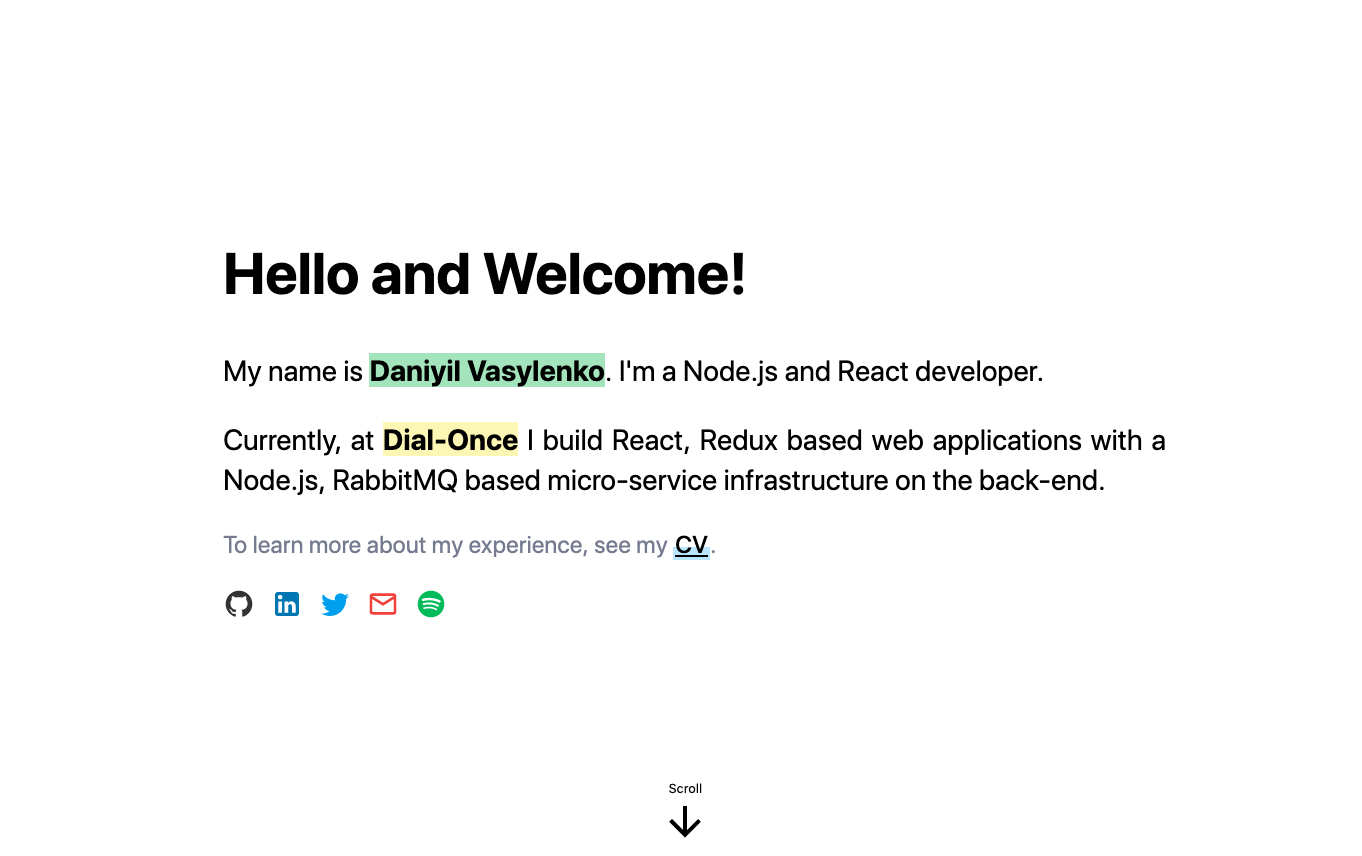 Hello and Welcome!
My name is Daniyil Vasylenko. I'm a Node.js and React developer.
Currently, at Dial-Once I build React, Redux based web applications with a
Node.js, RabbitMQ based micro-service infrastructure on the back-end.
To learn more about my experience, see my CV.
in
Scroll